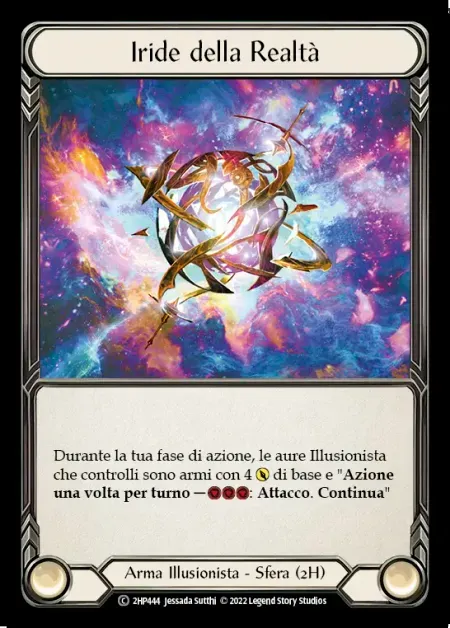 Iride della Realtà
Durante la tua fase di azione, le aure Illusionista
che controlli sono armi con 4 di base e "Azione
una volta per turno — : Attacco. Continua"
Arma Illusionista - Sfera (2H)
C 2HP444 Jessada Sutthi © 2022 Legend Story Studios